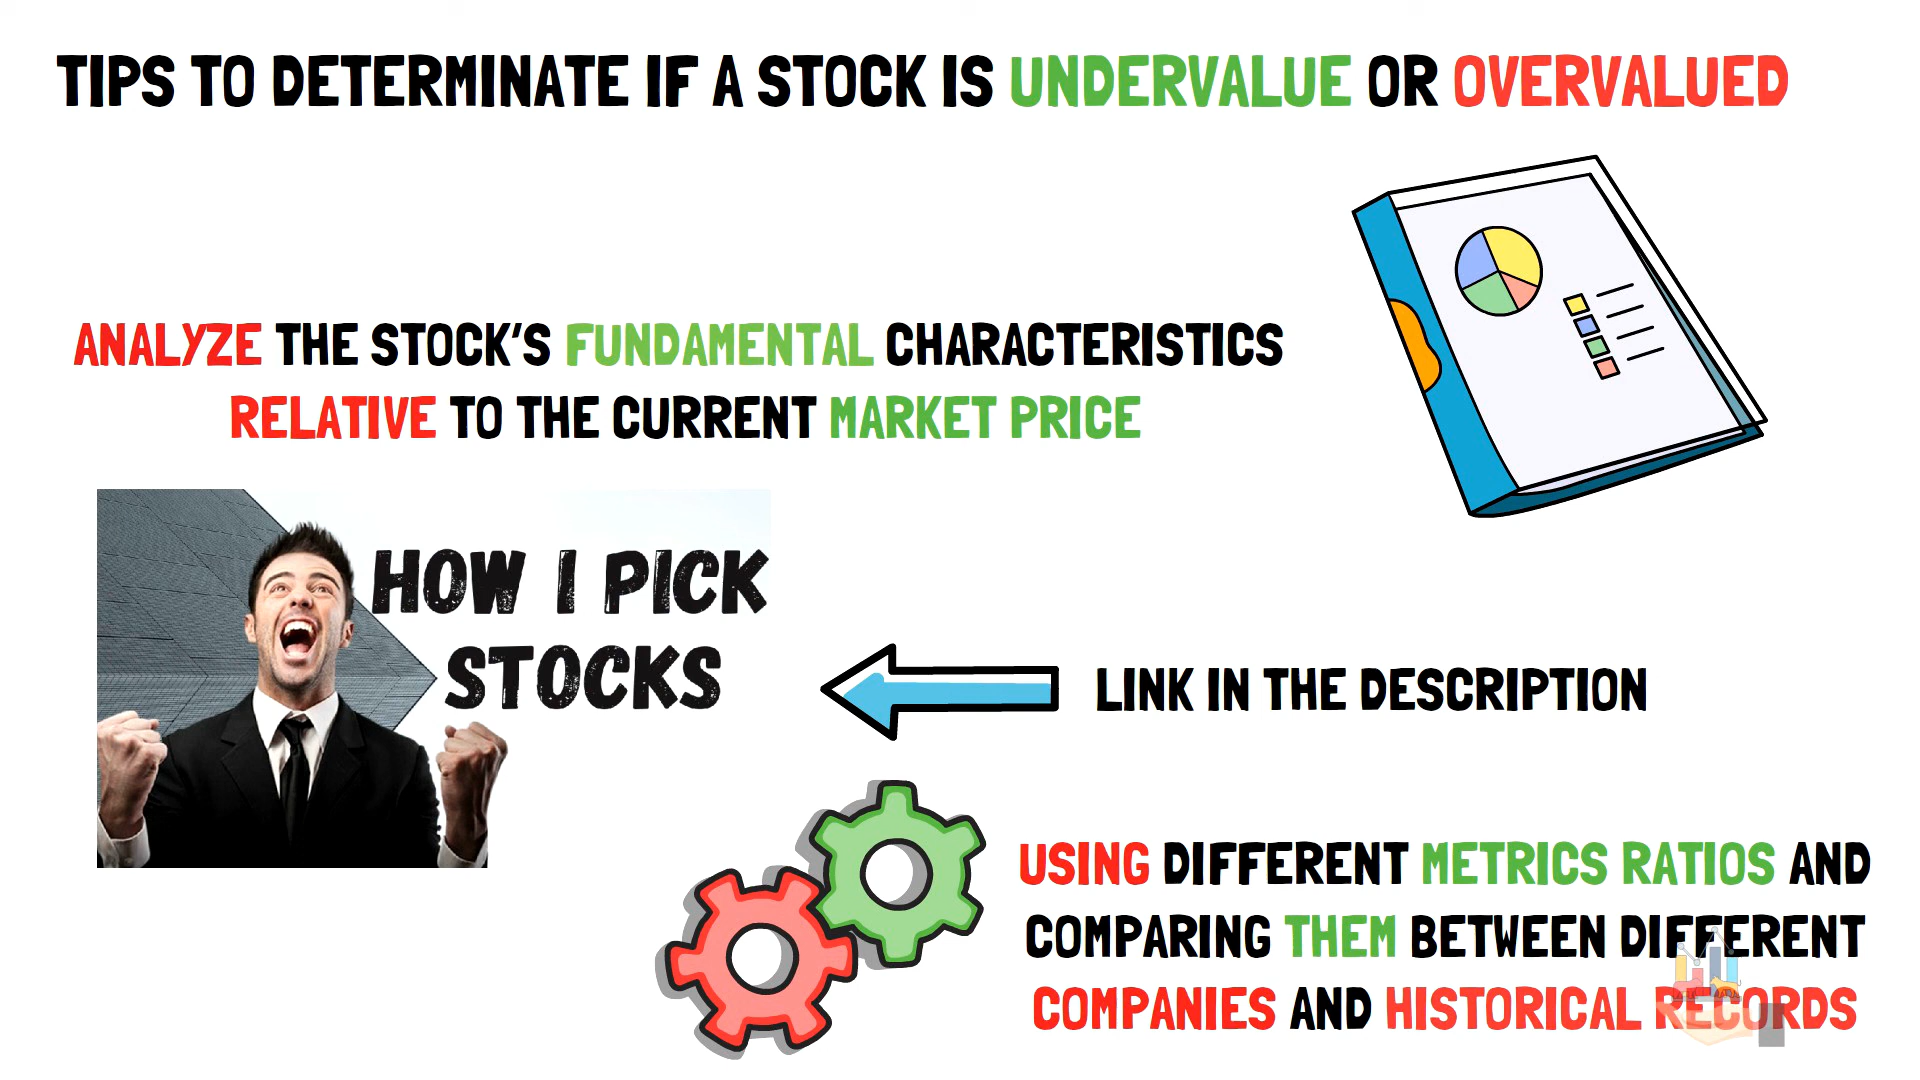 TIPS TO DETERMINATE IF A STOCK IS UNDERVALUE OR OVERVALUED
ANALYZE THE STOCK'S FUNDAMENTAL CHARACTERISTICS
RELATIVE TO THE CURRENT MARKET PRICE
HOW I PICK
STOCKS
LINK IN THE DESCRIPTION
USING DIFFERENT METRICS RATIOS AND
COMPARING THEM BETWEEN DIFFERENT
COMPANIES AND HISTORICAL RECORDS